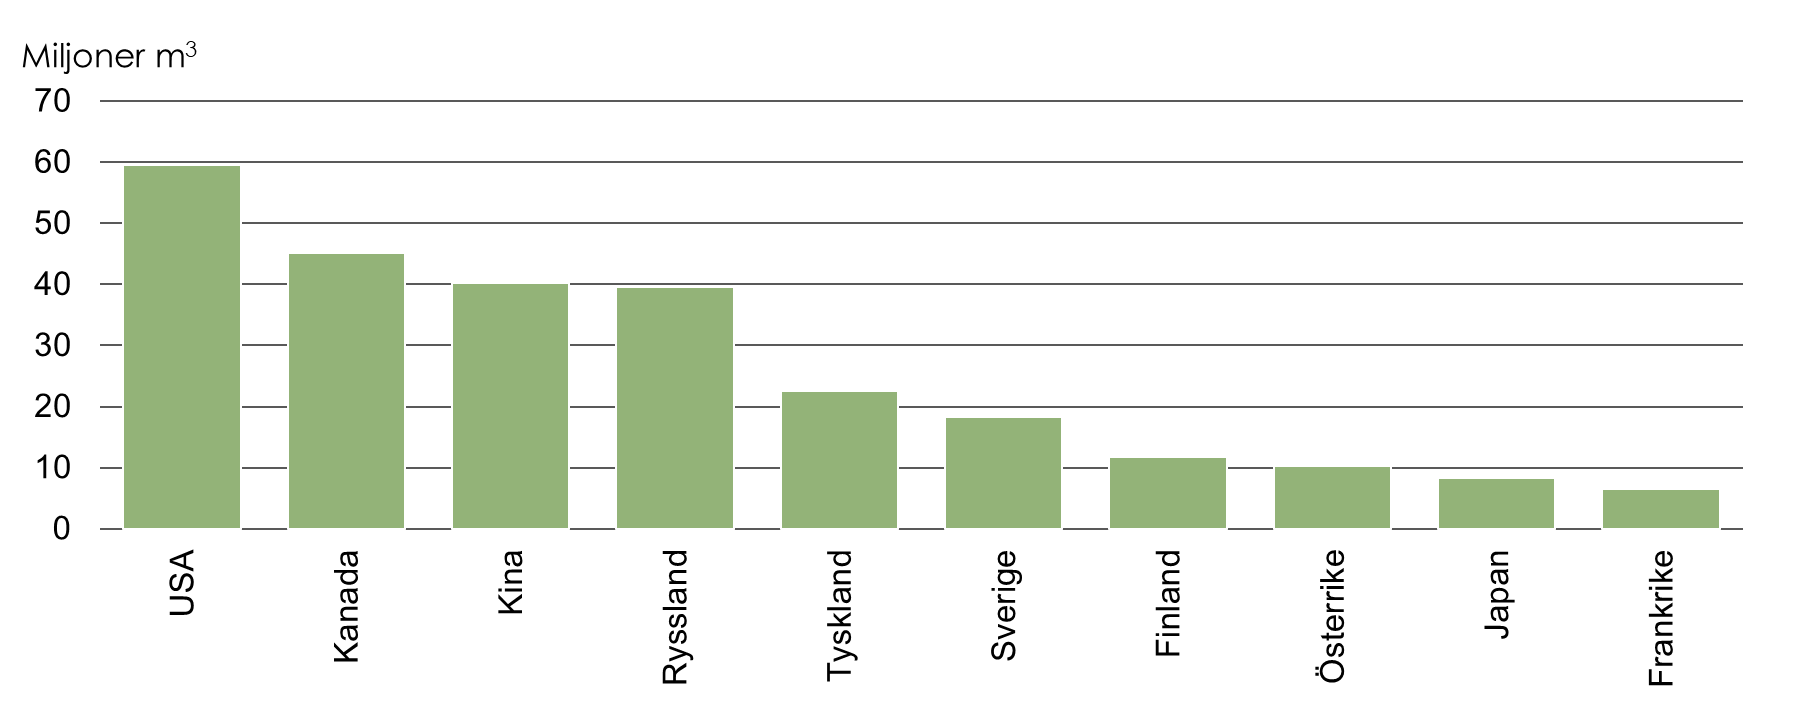 Miljoner m³
70
60
50
40
30
20
10
0
USA
Kanada
Kina
Ryssland
Tyskland
Sverige
Finland
Österrike
Japan
Frankrike